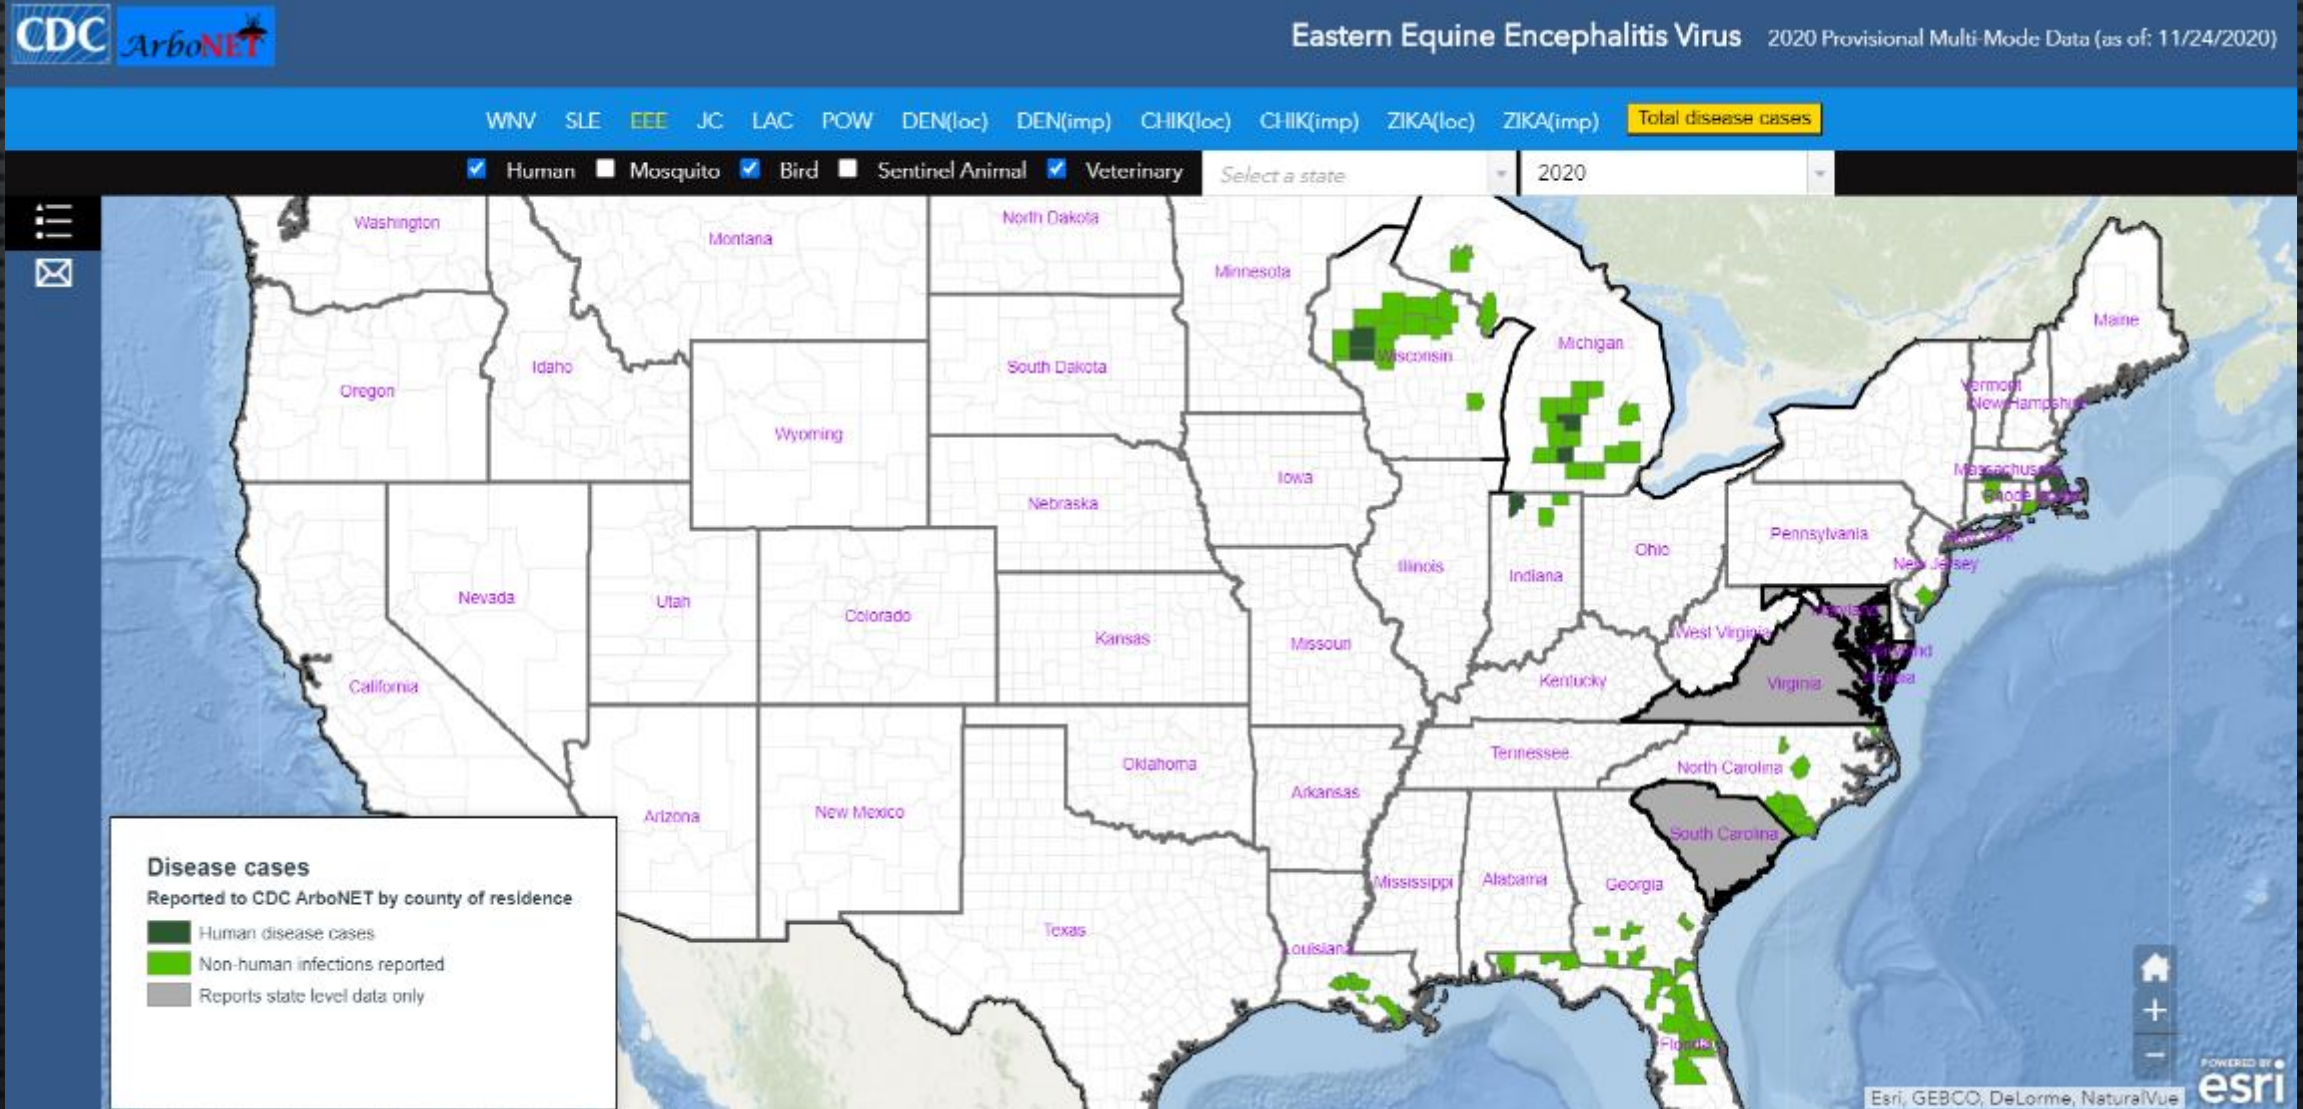 CDC ArboNET
Eastern Equine Encephalitis Virus 2020 Provisional Multi-Mode Data (as of: 11/24/2020)
WNV SLE EEE JC LAC POW DEN(loc) DEN(imp) CHIK(loc) CHIK(imp) ZIKA(loc) ZIKA(imp) Total disease cases
Human Mosquito Bird Sentinel Animal Veterinary Select a state 2020
Washington
Montana
North Dakota
Minnesota
Michigan
Maine
Oregon
Idaho
South Dakota
Wisconsin
Vermont
New Hampshire
Wyoming
Iowa
Nebraska
Massachus
Rhode
Pennsylvania
Ohio
Illinois
Indiana
New Jersey
Nevada
Utah
Colorado
Kansas
Missouri
West Virginia
Maryland
California
Kentucky
Virginia
Oklahoma
Tennessee
North Carolina
Arizona
New Mexico
Arkansas
South Carolina
Mississippi
Alabama
Georgia
Texas
Louisiana
Florida
Disease cases
Reported to CDC ArboNET by county of residence
Human disease cases
Non-human infections reported
Reports state level data only
+
−
POWERED BY
esri
Esri, GEBCO, DeLorme, NaturalVue